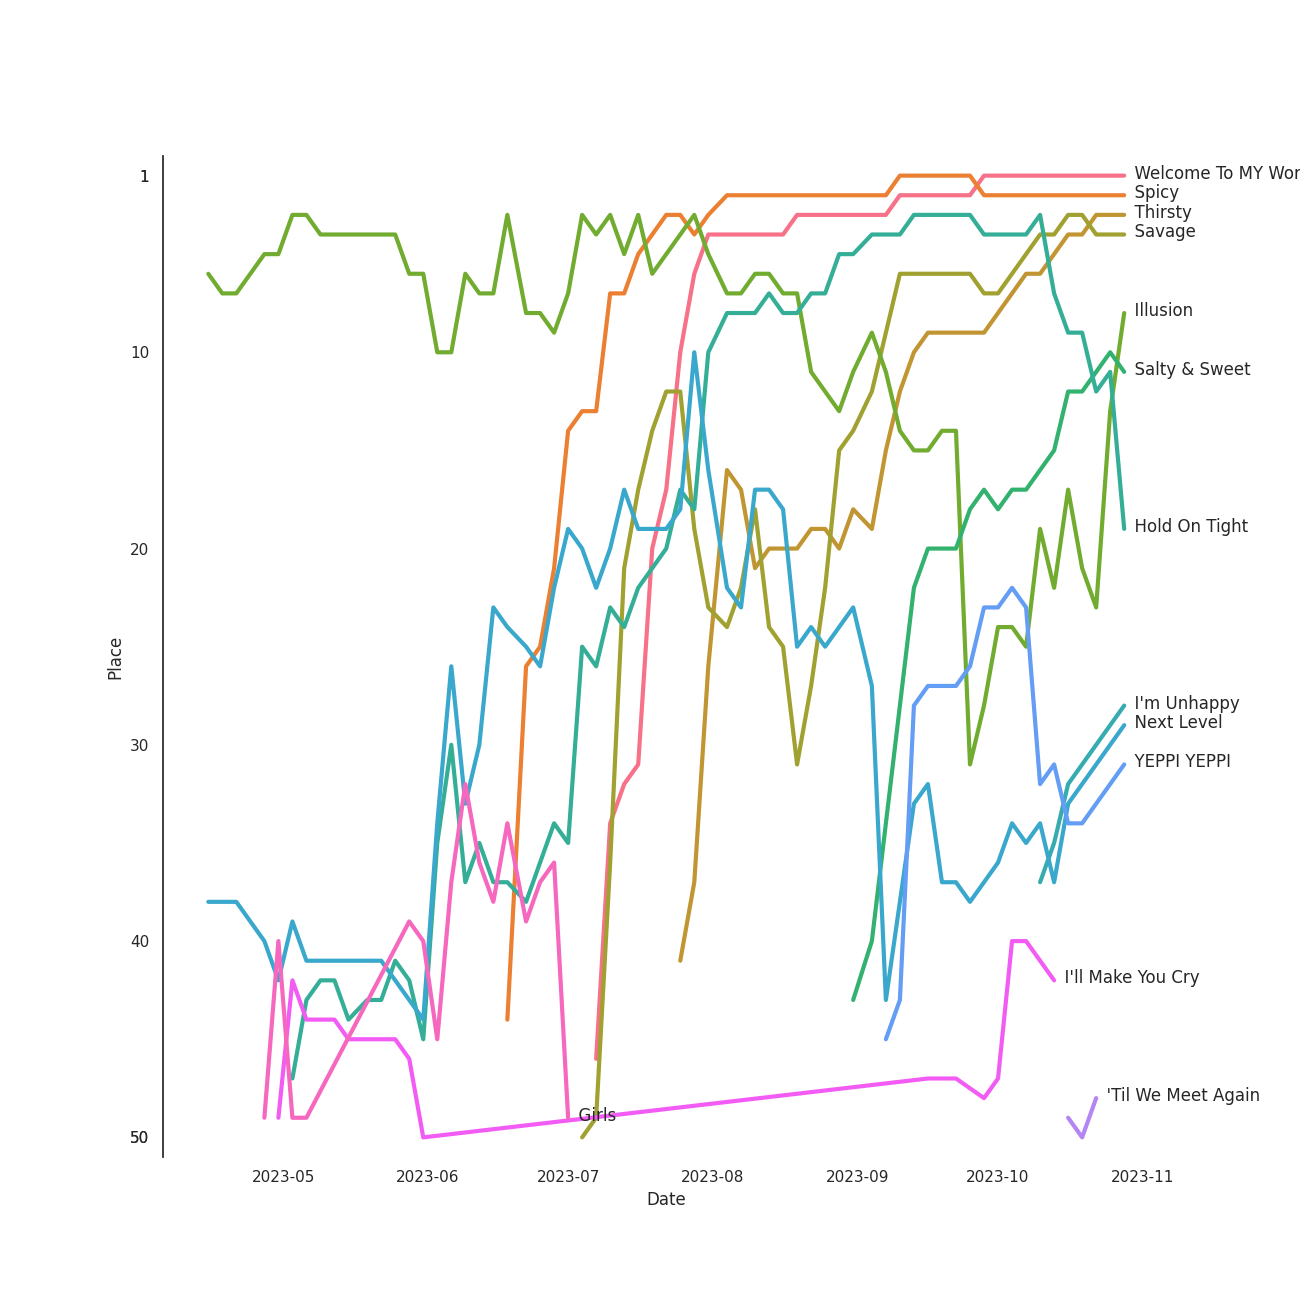 1
Welcome To MY Wor
Spicy
Thirsty
Savage
Illusion
10
Salty & Sweet
Hold On Tight
20
Place
30
I'm Unhappy
Next Level
YEPPI YEPPI
40
I'll Make You Cry
'Til We Meet Again
Girls
50
2023-05 2023-06 2023-07 2023-08 2023-09 2023-10 2023-11
Date